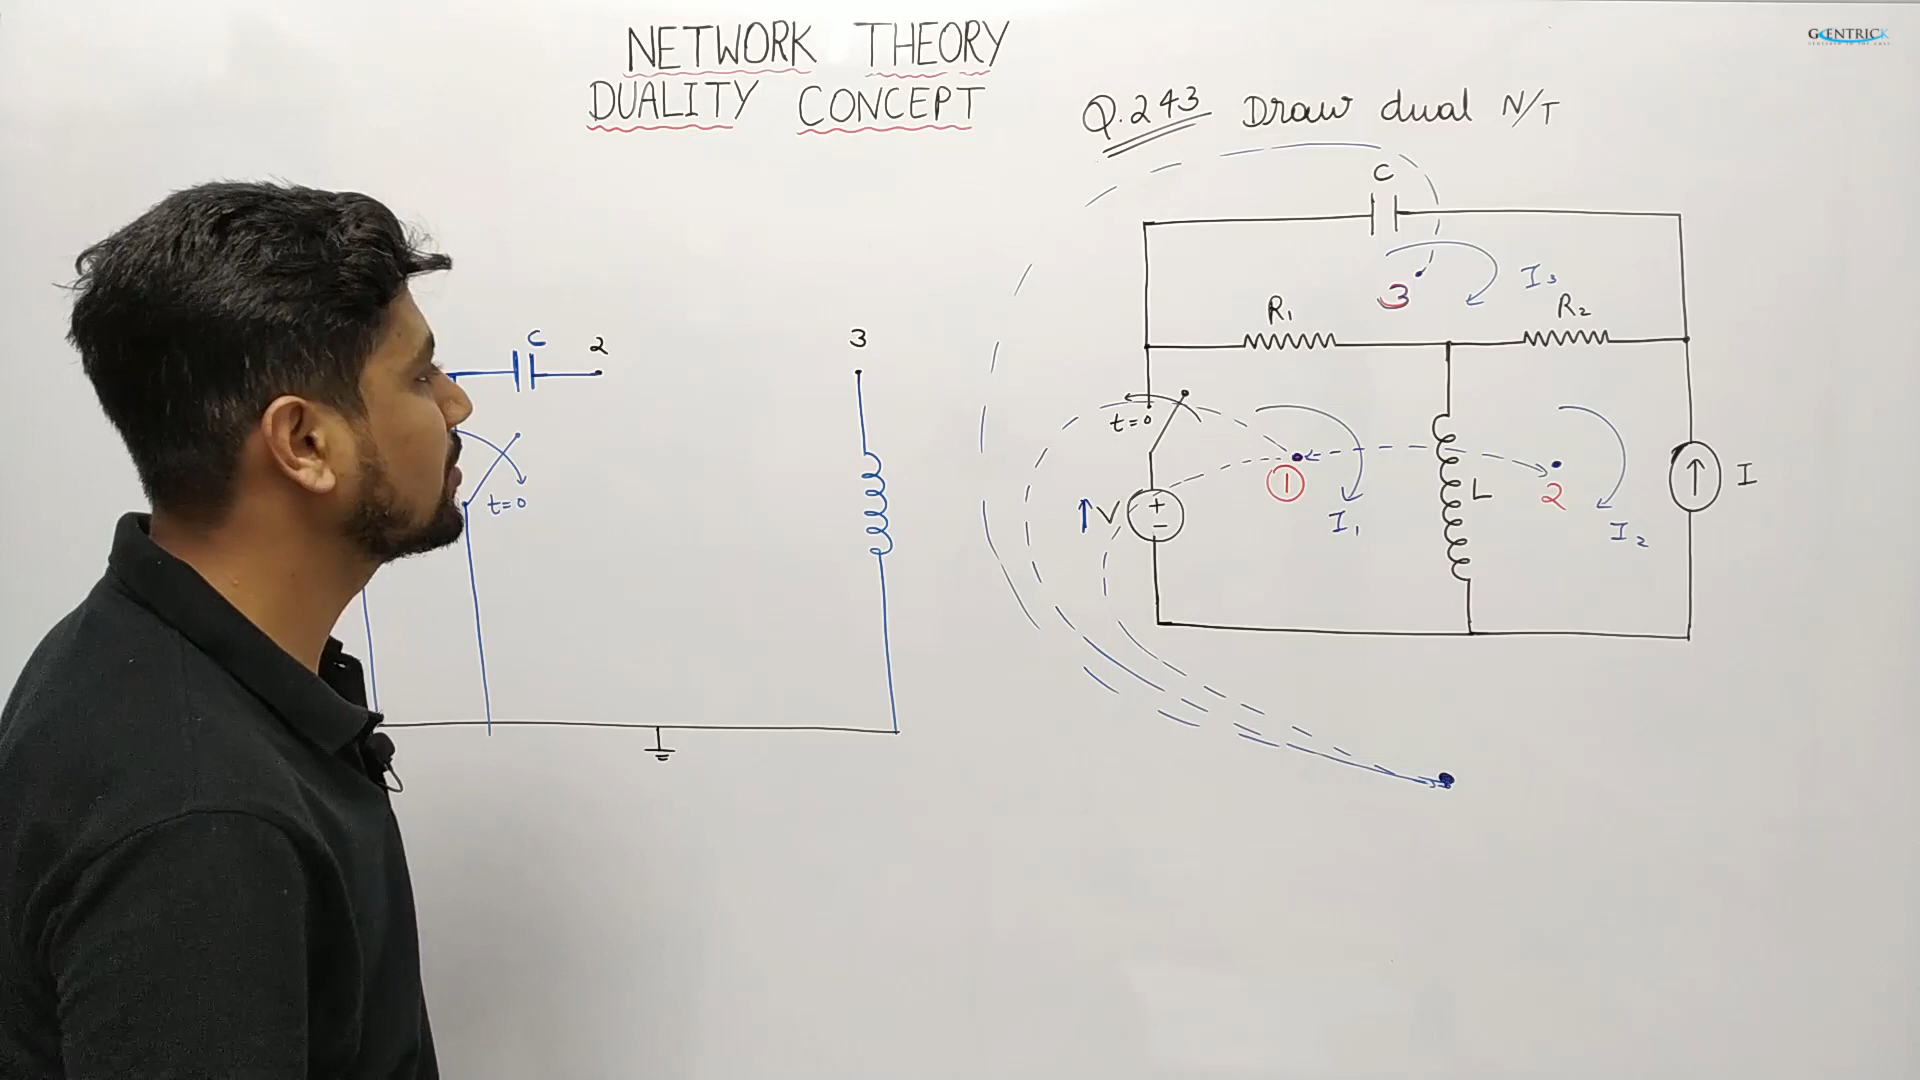 NETWORK THEORY
DUALITY CONCEPT
GENTRICK
Q.243 Draw dual N/T
C
3
I3
R1
R2
C
2
3
t=0
t=0
V
+
-
1
I1
L
2
I2
I